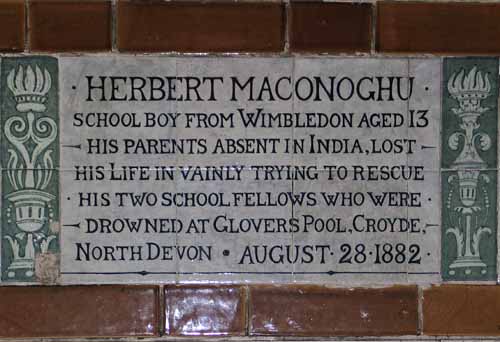 · HERBERT MACONOGHU ·
SCHOOL BOY FROM WIMBLEDON AGED 13
HIS PARENTS ABSENT IN INDIA, LOST
HIS LIFE IN VAINLY TRYING TO RESCUE
· HIS TWO SCHOOL FELLOWS WHO WERE ·
DROWNED AT GLOVERS POOL, CROYDE,
NORTH DEVON · AUGUST · 28 · 1882 ·